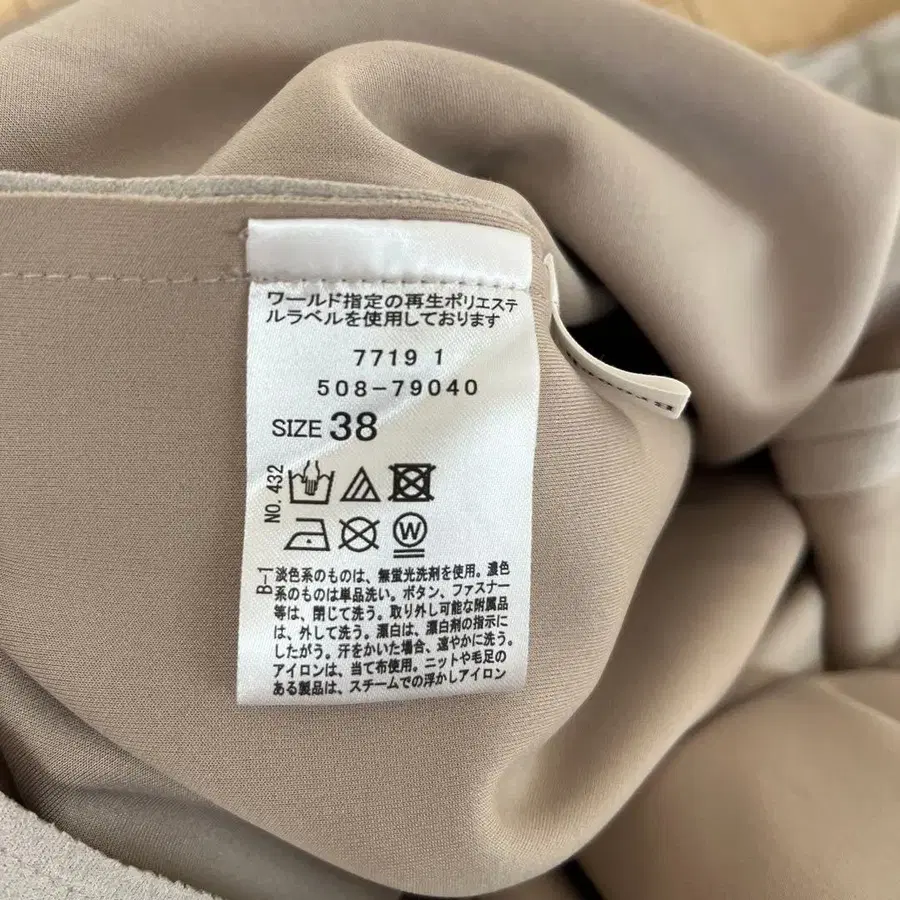 ワールド指定の再生ポリエステ
ルラベルを使用しております
7719 1
508-79040
SIZE 38
NO. 432
W
B-1
淡色系のものは、無蛍光洗剤を使用。濃色
系のものは単品洗い。ボタン、ファスナー
等は、閉じて洗う。取り外し可能な附属品
は、外して洗う。漂白は、漂白剤の指示に
したがう。汗をかいた場合、速やかに洗う。
アイロンは、当て布使用。ニットや毛足の
ある製品は、スチームでの浮かしアイロン